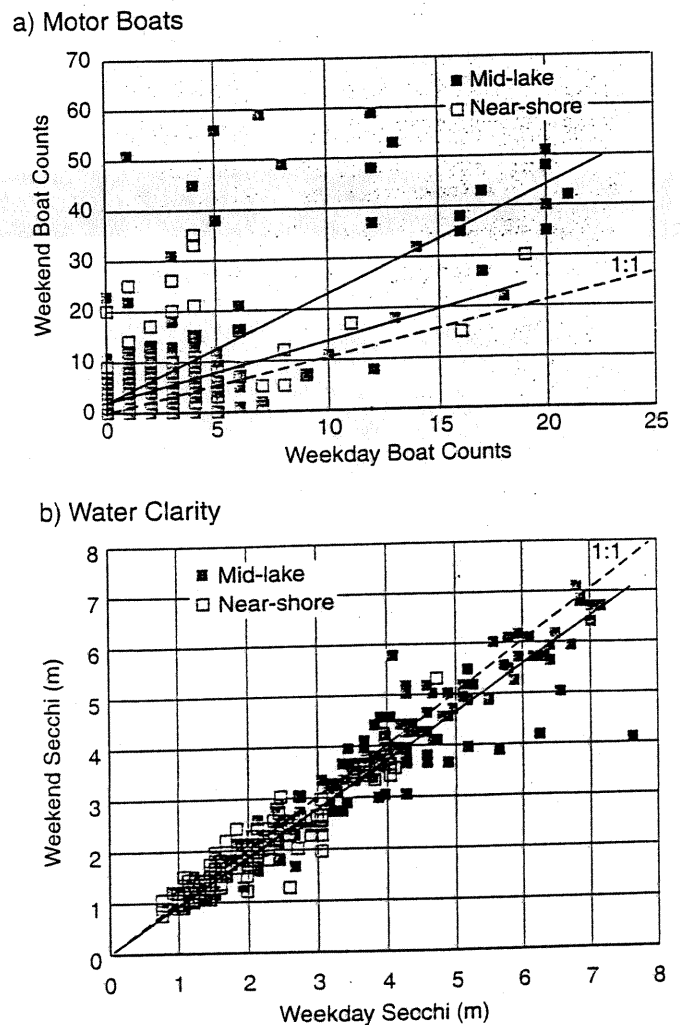 a) Motor Boats
70
60
50
40
30
20
10
0
Weekend Boat Counts
Mid-lake
Near-shore
1:1
0 5 10 15 20 25
Weekday Boat Counts
b) Water Clarity
8
7
6
5
4
3
2
1
0
Weekend Secchi (m)
Mid-lake
Near-shore
1:1
0 1 2 3 4 5 6 7 8
Weekday Secchi (m)